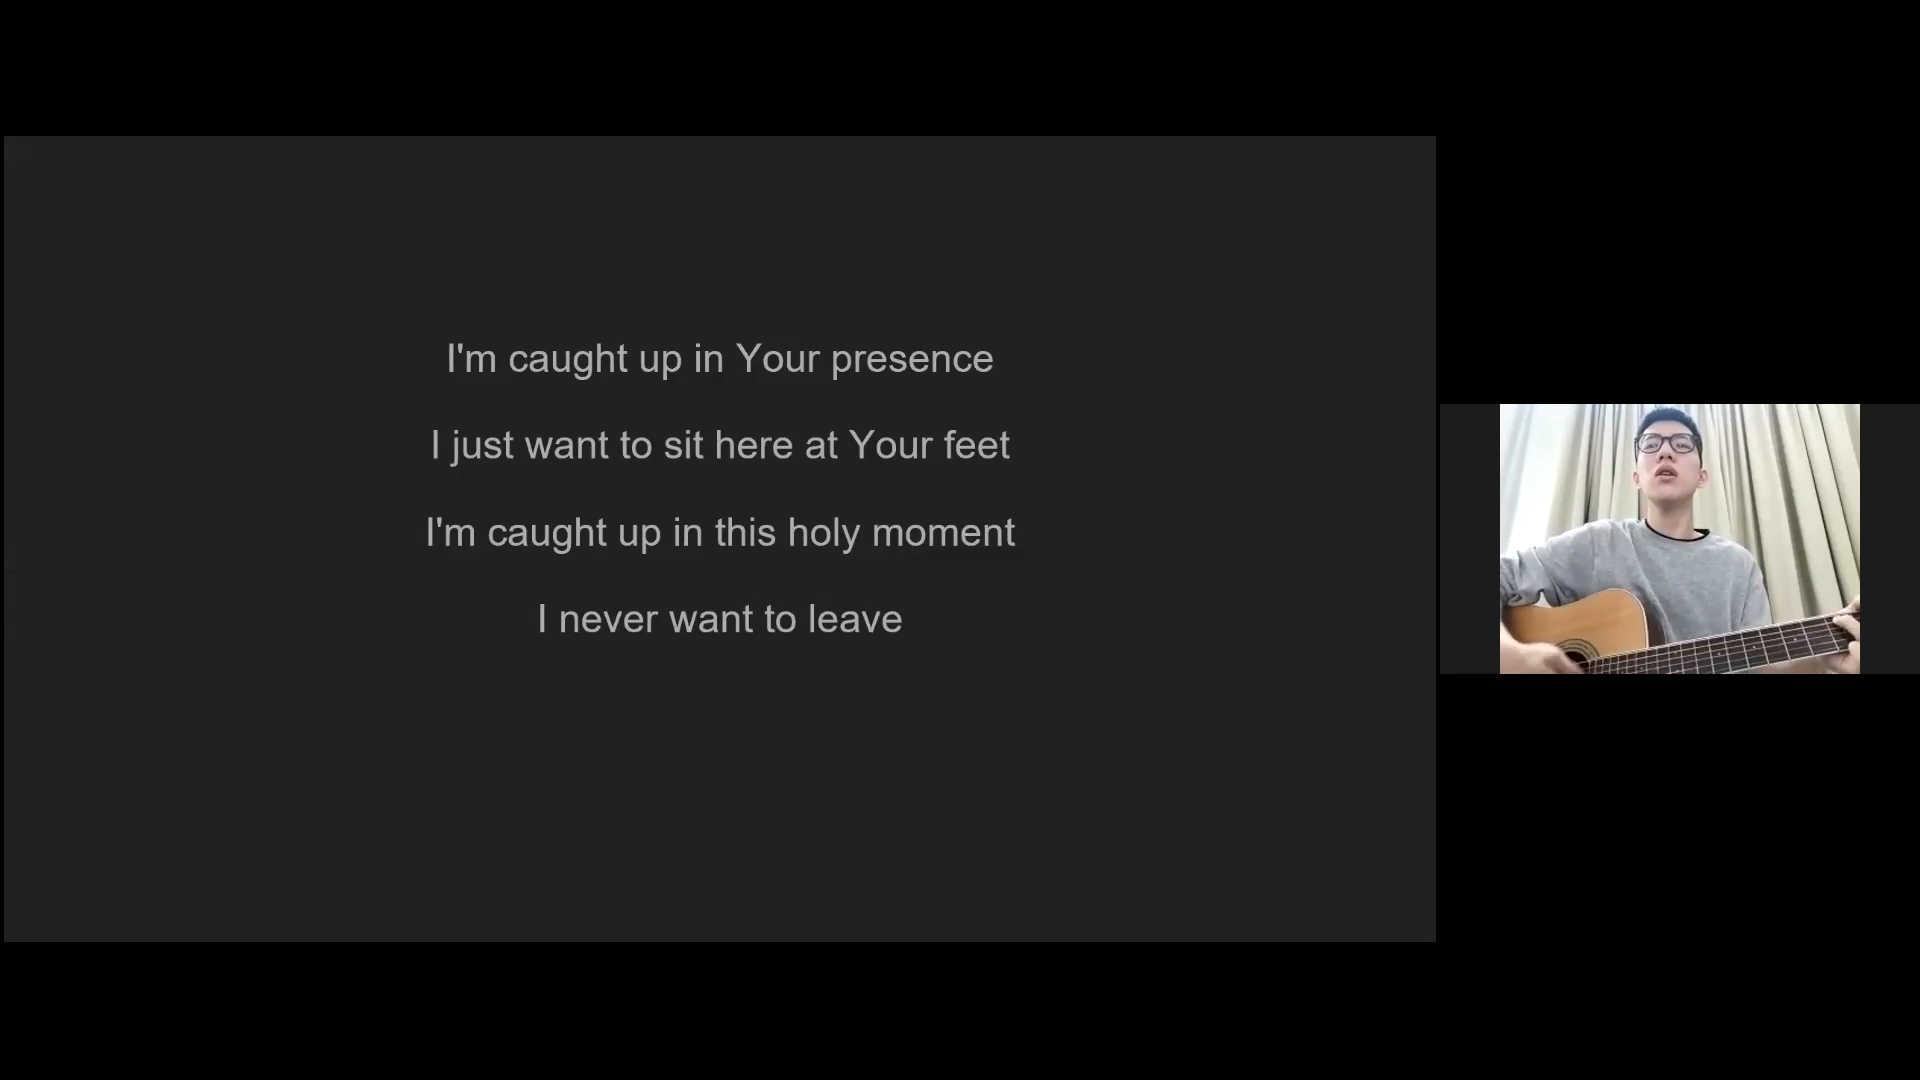 I'm caught up in Your presence
I just want to sit here at Your feet
I'm caught up in this holy moment
I never want to leave